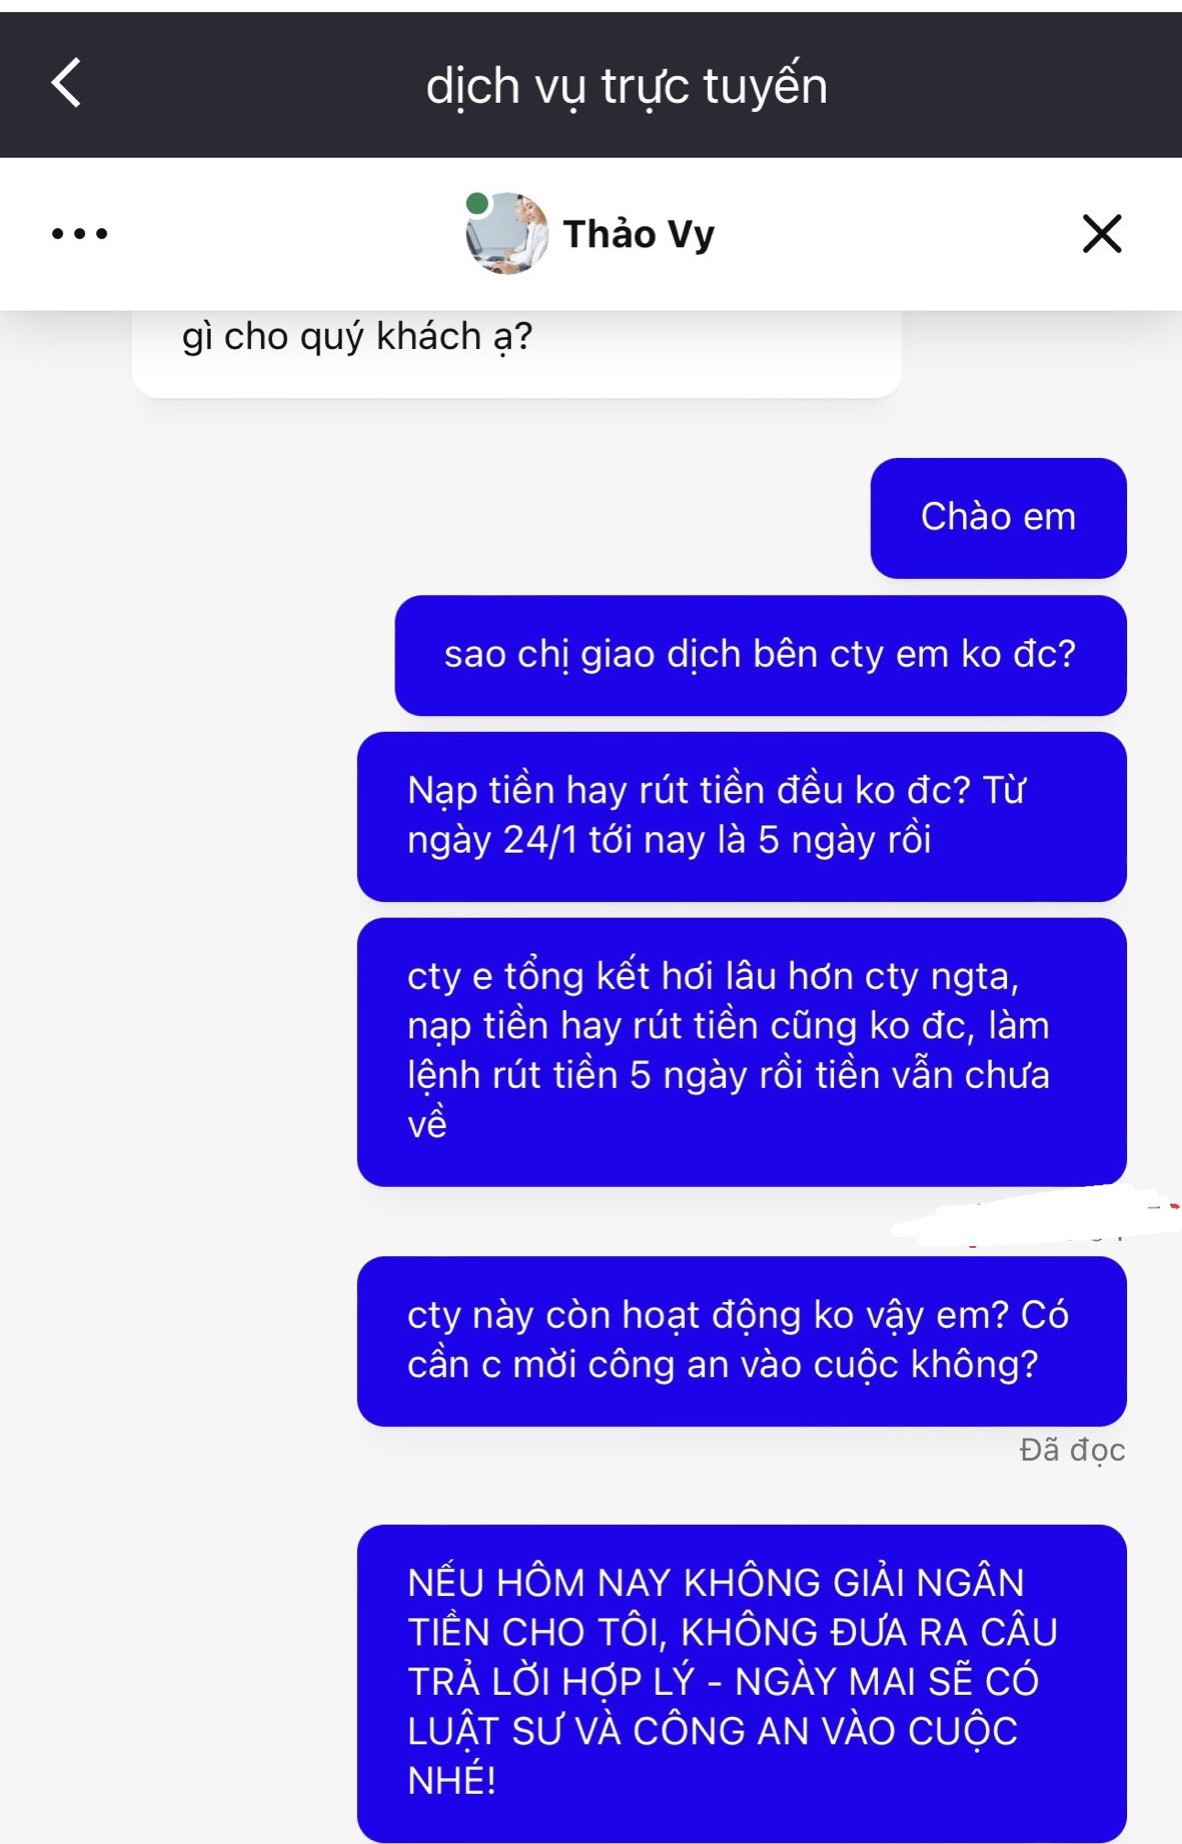 dịch vụ trực tuyến
Thảo Vy
gì cho quý khách ạ?
Chào em
sao chị giao dịch bên cty em ko đc?
Nạp tiền hay rút tiền đều ko đc? Từ
ngày 24/1 tới nay là 5 ngày rồi
cty e tổng kết hơi lâu hơn cty ngta,
nạp tiền hay rút tiền cũng ko đc, làm
lệnh rút tiền 5 ngày rồi tiền vẫn chưa
về
cty này còn hoạt động ko vậy em? Có
cần c mời công an vào cuộc không?
Đã đọc
NẾU HÔM NAY KHÔNG GIẢI NGÂN
TIỀN CHO TÔI, KHÔNG ĐƯA RA CÂU
TRẢ LỜI HỢP LÝ - NGÀY MAI SẼ CÓ
LUẬT SƯ VÀ CÔNG AN VÀO CUỘC
NHÉ!